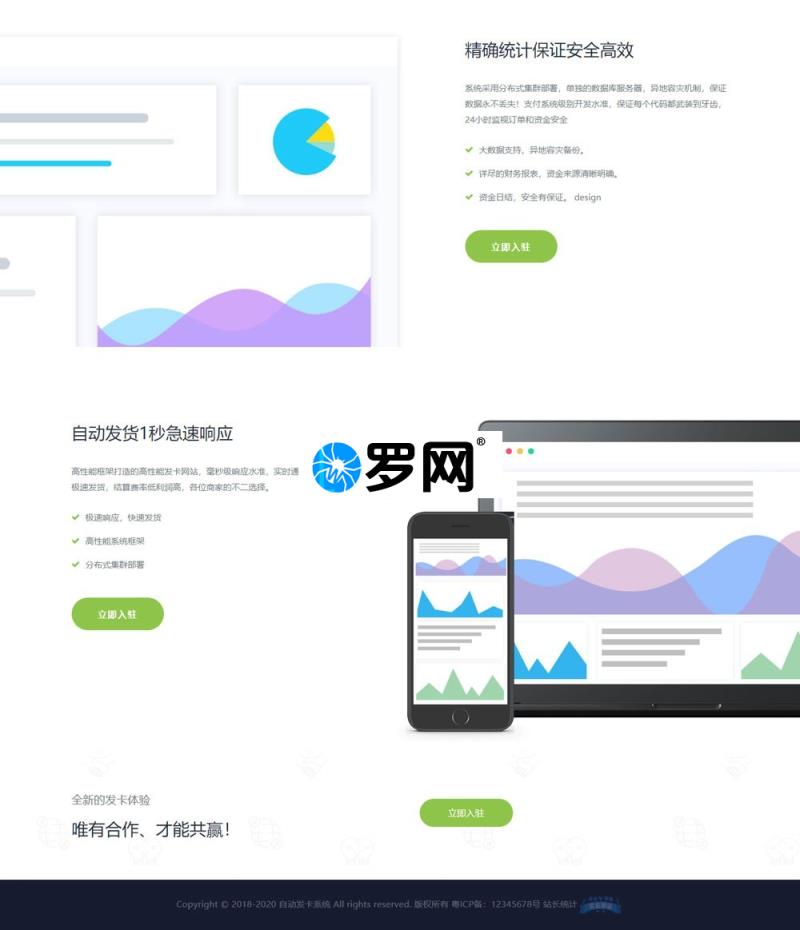 精确统计保证安全高效
系统采用分布式集群部署，单独的数据库服务器，异地容灾机制，保证
数据永不丢失！支付系统级别开发水准，保证每个代码都武装到牙齿，
24小时监视订单和资金安全
大数据支持，异地容灾备份。
详尽的财务报表，资金来源清晰明确。
资金日结，安全有保证。 design
立即入驻
自动发货1秒急速响应
高性能框架打造的高性能发卡网站，毫秒级响应水准，实时通
极速发货，结算费率低利润高，各位商家的不二选择。
极速响应，快速发货
高性能系统框架
分布式集群部署
立即入驻
罗网®
全新的发卡体验
唯有合作、才能共赢！
立即入驻
Copyright © 2018-2020 自动发卡系统 All rights reserved. 版权所有 粤ICP备：12345678号 站长统计